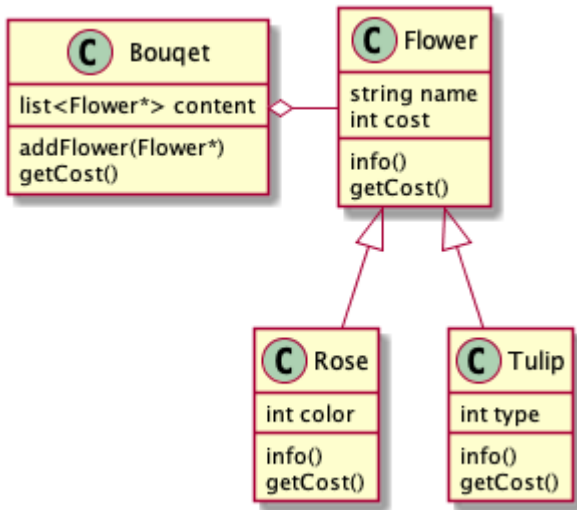 C Bouqet
list<Flower*> content
addFlower(Flower*)
getCost()
C Flower
string name
int cost
info()
getCost()
C Rose
int color
info()
getCost()
C Tulip
int type
info()
getCost()